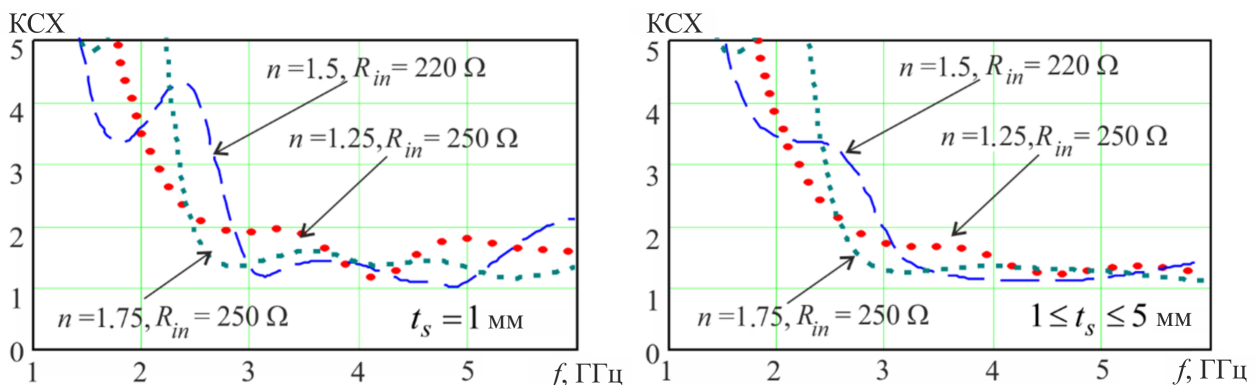 КСХ
5
4
3
2
1
0
n =1.5, R_in = 220 Ω
n =1.25, R_in = 250 Ω
n =1.75, R_in = 250 Ω
t_s = 1 мм
1 2 3 4 5 f, ГГц
КСХ
5
4
3
2
1
0
n =1.5, R_in = 220 Ω
n =1.25, R_in = 250 Ω
n =1.75, R_in = 250 Ω
1 ≤ t_s ≤ 5 мм
1 2 3 4 5 f, ГГц